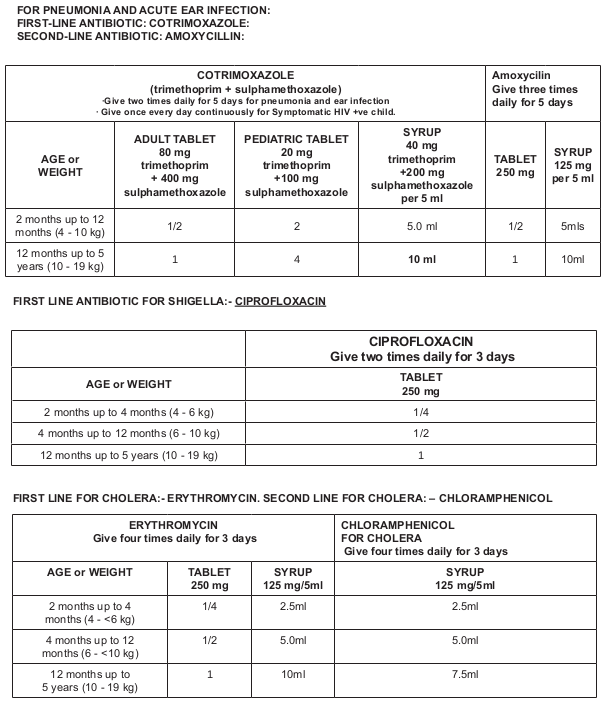 FOR PNEUMONIA AND ACUTE EAR INFECTION:
FIRST-LINE ANTIBIOTIC: COTRIMOXAZOLE:
SECOND-LINE ANTIBIOTIC: AMOXYCILLIN:
COTRIMOXAZOLE
(trimethoprim + sulphamethoxazole)
·Give two times daily for 5 days for pneumonia and ear infection
· Give once every day continuously for Symptomatic HIV +ve child.
Amoxycilin
Give three times
daily for 5 days
AGE or
WEIGHT
ADULT TABLET
80 mg
trimethoprim
+ 400 mg
sulphamethoxazole
PEDIATRIC TABLET
20 mg
trimethoprim
+100 mg
sulphamethoxazole
SYRUP
40 mg
trimethoprim
+200 mg
sulphamethoxazole
per 5 ml
TABLET
250 mg
SYRUP
125 mg
per 5 ml
2 months up to 12
months (4 - 10 kg)
1/2
2
5.0 ml
1/2
5mls
12 months up to 5
years (10 - 19 kg)
1
4
10 ml
1
10ml
FIRST LINE ANTIBIOTIC FOR SHIGELLA:- CIPROFLOXACIN
CIPROFLOXACIN
Give two times daily for 3 days
AGE or WEIGHT
TABLET
250 mg
2 months up to 4 months (4 - 6 kg)
1/4
4 months up to 12 months (6 - 10 kg)
1/2
12 months up to 5 years (10 - 19 kg)
1
FIRST LINE FOR CHOLERA:- ERYTHROMYCIN. SECOND LINE FOR CHOLERA: – CHLORAMPHENICOL
ERYTHROMYCIN
Give four times daily for 3 days
CHLORAMPHENICOL
FOR CHOLERA
Give four times daily for 3 days
AGE or WEIGHT
TABLET
250 mg
SYRUP
125 mg/5ml
SYRUP
125 mg/5ml
2 months up to 4
months (4 - <6 kg)
1/4
2.5ml
2.5ml
4 months up to 12
months (6 - <10 kg)
1/2
5.0ml
5.0ml
12 months up to
5 years (10 - 19 kg)
1
10ml
7.5ml